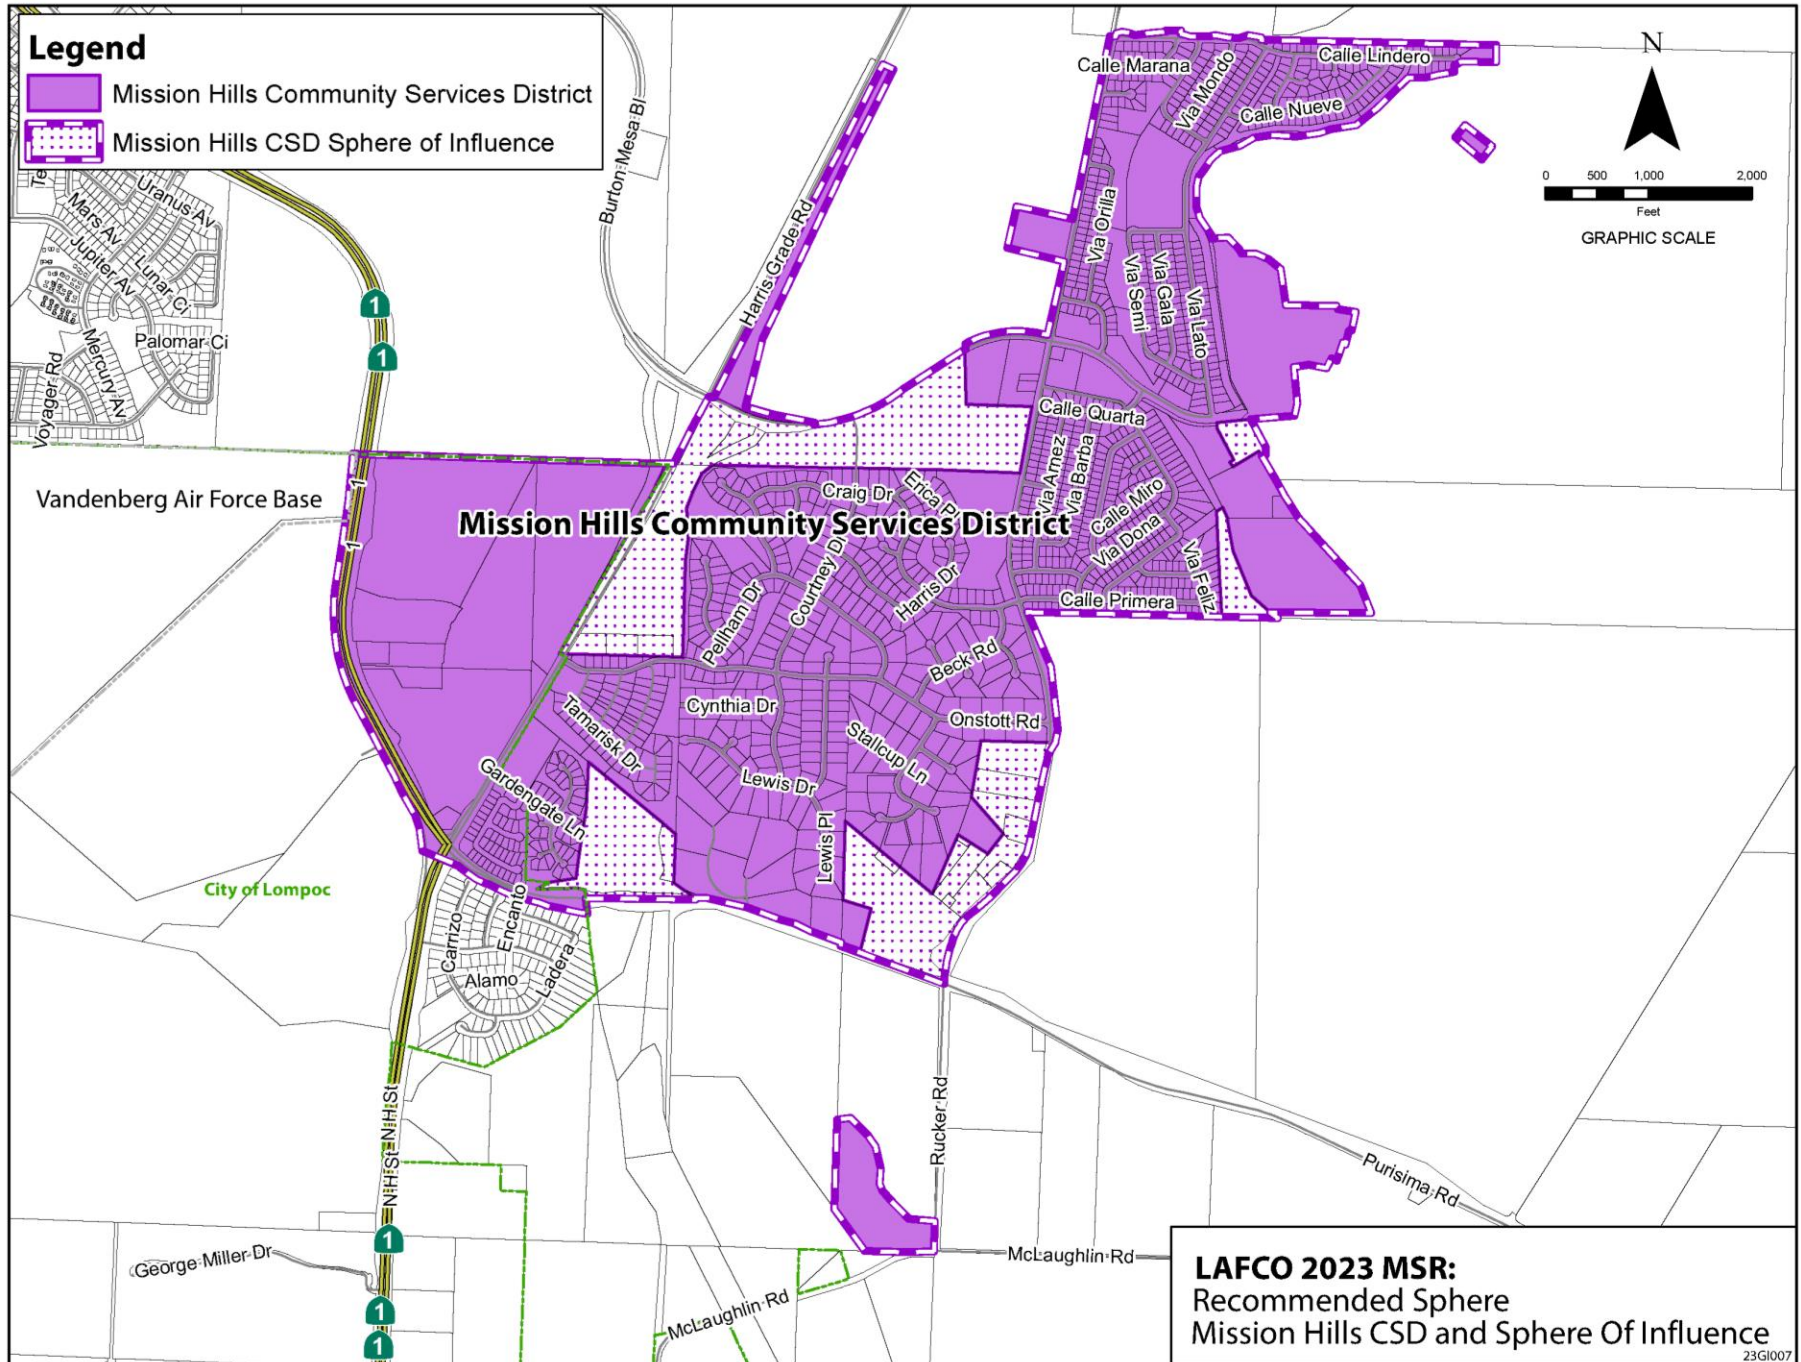 Legend
Mission Hills Community Services District
Mission Hills CSD Sphere of Influence
N
0 500 1,000 2,000
Feet
GRAPHIC SCALE
Calle Marana
Via Mondo
Calle Lindero
Calle Nueve
Te
Uranus Av
Mars Av
Jupiter Av
Lunar Ci
Palomar Ci
Mercury Av
Voyager Rd
Burton Mesa Bl
Harris Grade Rd
Via Orilla
Via Semi
Via Gala
Via Lato
1
1
Calle Quarta
Via Arnez
Via Barba
Calle Miro
Via Dona
Via Feliz
Calle Primera
Vandenberg Air Force Base
1
1
Mission Hills Community Services District
Craig Dr
Courtney Dr
Harris Dr
Pellham Dr
Beck Rd
Cynthia Dr
Onstott Rd
Tamarisk Dr
Stallcup Ln
Lewis Dr
Gardengate Ln
Lewis Pl
City of Lompoc
Carrizo
Encanto
Alamo
Ladera
N H St
N H St
Rucker Rd
Purisima Rd
1
George Miller Dr
McLaughlin Rd
McLaughlin Rd
1
1
LAFCO 2023 MSR:
Recommended Sphere
Mission Hills CSD and Sphere Of Influence
23GI007